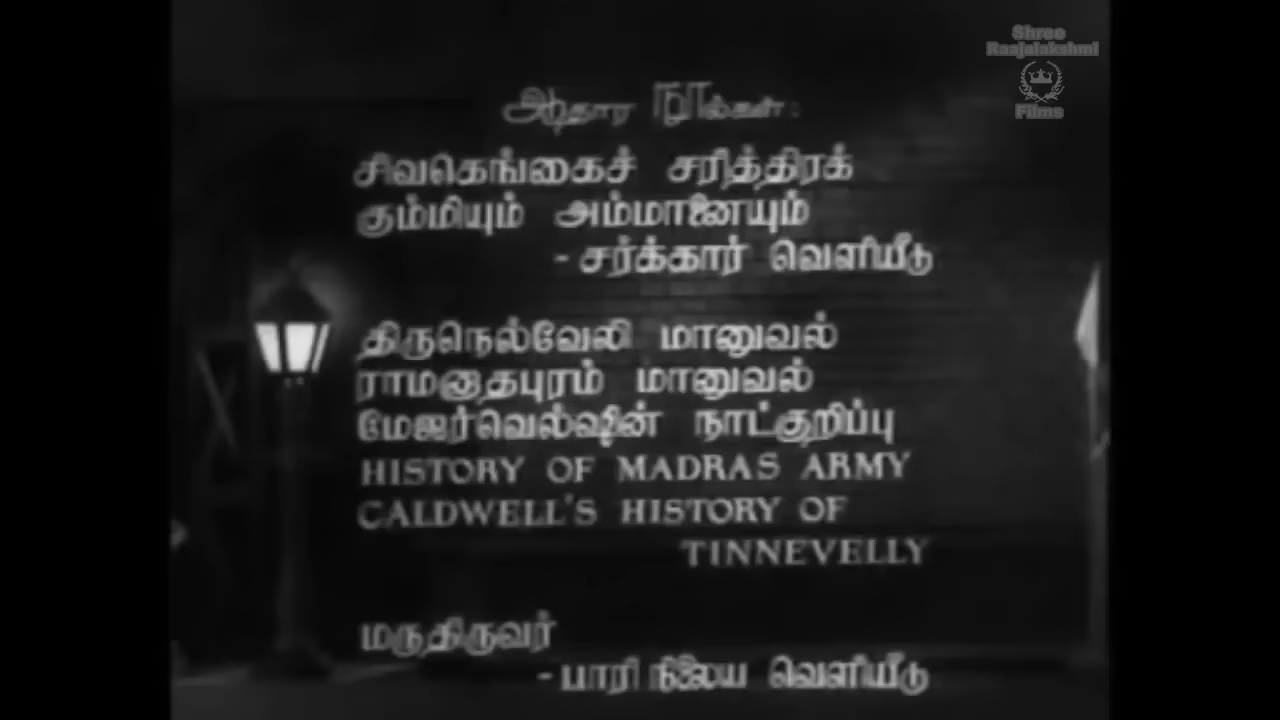 Shree
Raajalakshmi
Films
ஆதார நூல்கள்:
சிவகெங்கைச் சரித்திரக்
கும்மியும் அம்மானையும்
- சர்க்கார் வெளியீடு
திருநெல்வேலி மானுவல்
ராமனாதபுரம் மானுவல்
மேஜர்வெல்ஷின் நாட்குறிப்பு
HISTORY OF MADRAS ARMY
CALDWELL'S HISTORY OF
TINNEVELLY
மருதிருவர்
- பாரி நிலைய வெளியீடு